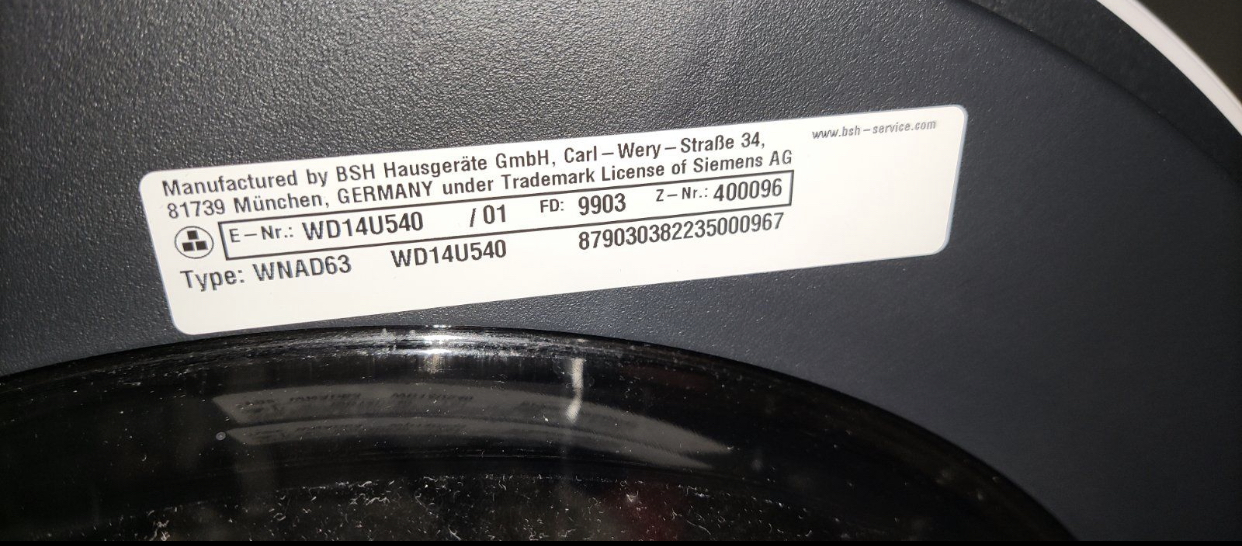 www.bsh–service.com
Manufactured by BSH Hausgeräte GmbH, Carl–Wery–Straße 34,
81739 München, GERMANY under Trademark License of Siemens AG
E–Nr.: WD14U540 / 01 FD: 9903 Z–Nr.: 400096
Type: WNAD63 WD14U540 879030382235000967